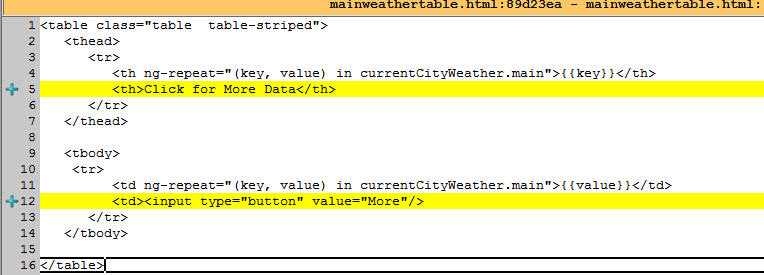 mainweathertable.html:89d23ea - mainweathertable.html:
1 <table class="table  table-striped">
2    <thead>
3       <tr>
4          <th ng-repeat="(key, value) in currentCityWeather.main">{{key}}</th>
5          <th>Click for More Data</th>
6       </tr>
7    </thead>
8
9    <tbody>
10     <tr>
11          <td ng-repeat="(key, value) in currentCityWeather.main">{{value}}</td>
12          <td><input type="button" value="More"/>
13       </tr>
14    </tbody>
15
16 </table>